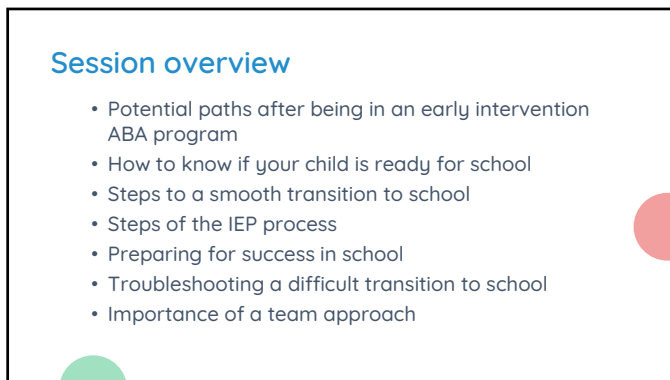 Session overview
• Potential paths after being in an early intervention
ABA program
• How to know if your child is ready for school
• Steps to a smooth transition to school
• Steps of the IEP process
• Preparing for success in school
• Troubleshooting a difficult transition to school
• Importance of a team approach